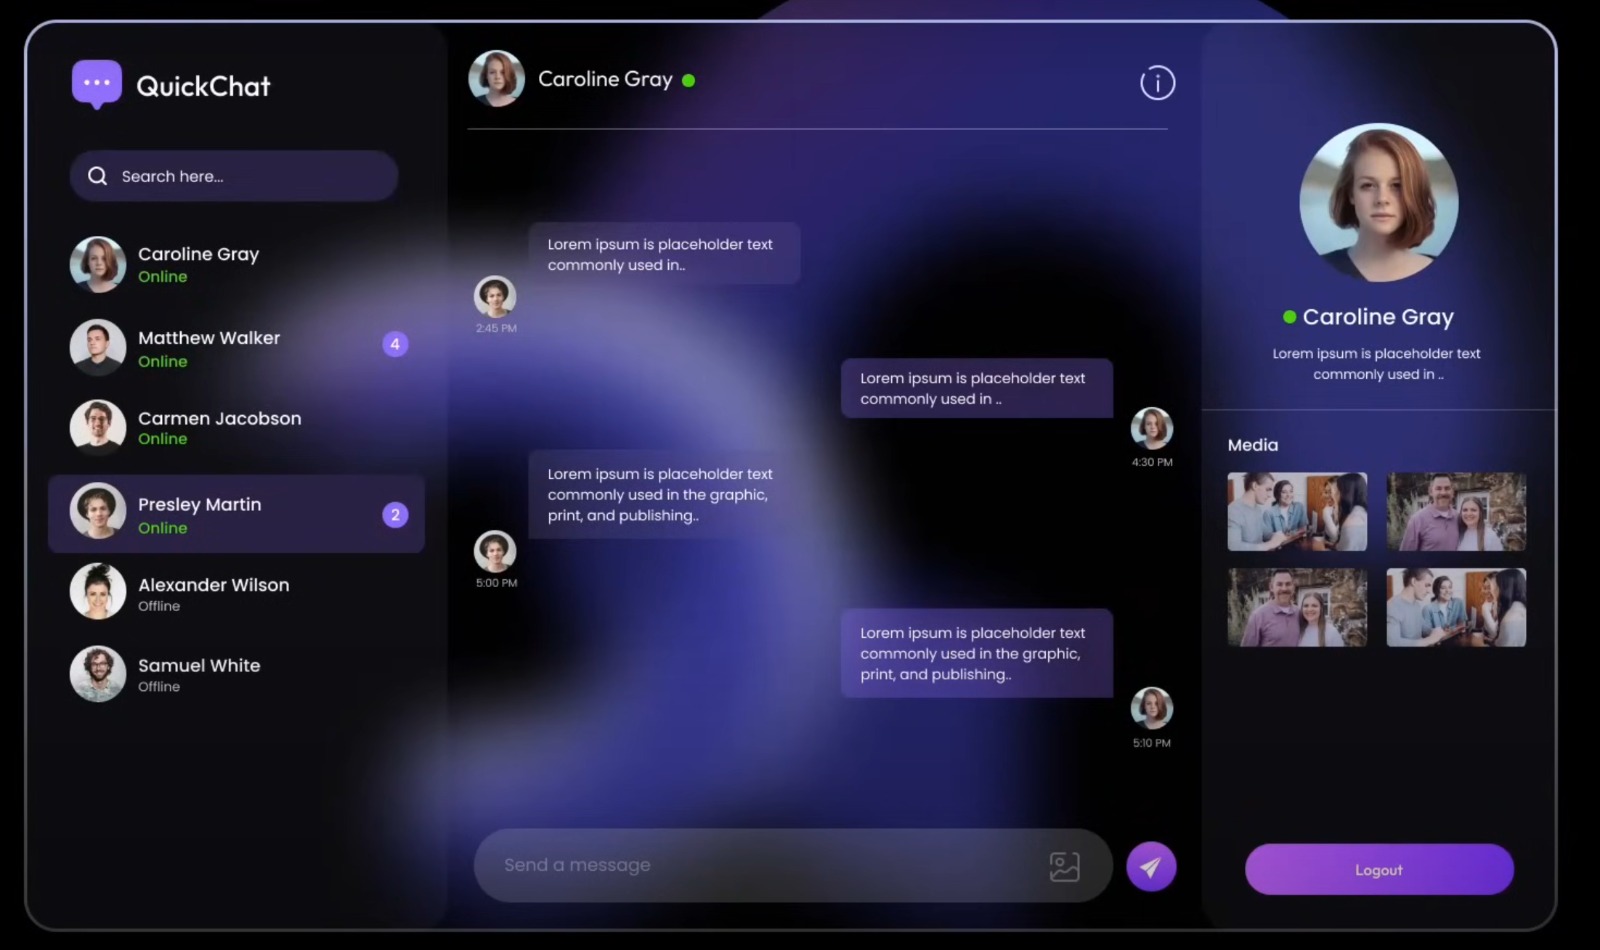 QuickChat
Search here...
Caroline Gray
Online
Matthew Walker
4
Online
Carmen Jacobson
Online
Presley Martin
2
Online
Alexander Wilson
Offline
Samuel White
Offline
Caroline Gray
i
Lorem ipsum is placeholder text
commonly used in..
2:45 PM
Lorem ipsum is placeholder text
commonly used in ..
4:30 PM
Lorem ipsum is placeholder text
commonly used in the graphic,
print, and publishing..
5:00 PM
Lorem ipsum is placeholder text
commonly used in the graphic,
print, and publishing..
5:10 PM
Send a message
Caroline Gray
Lorem ipsum is placeholder text
commonly used in ..
Media
Logout